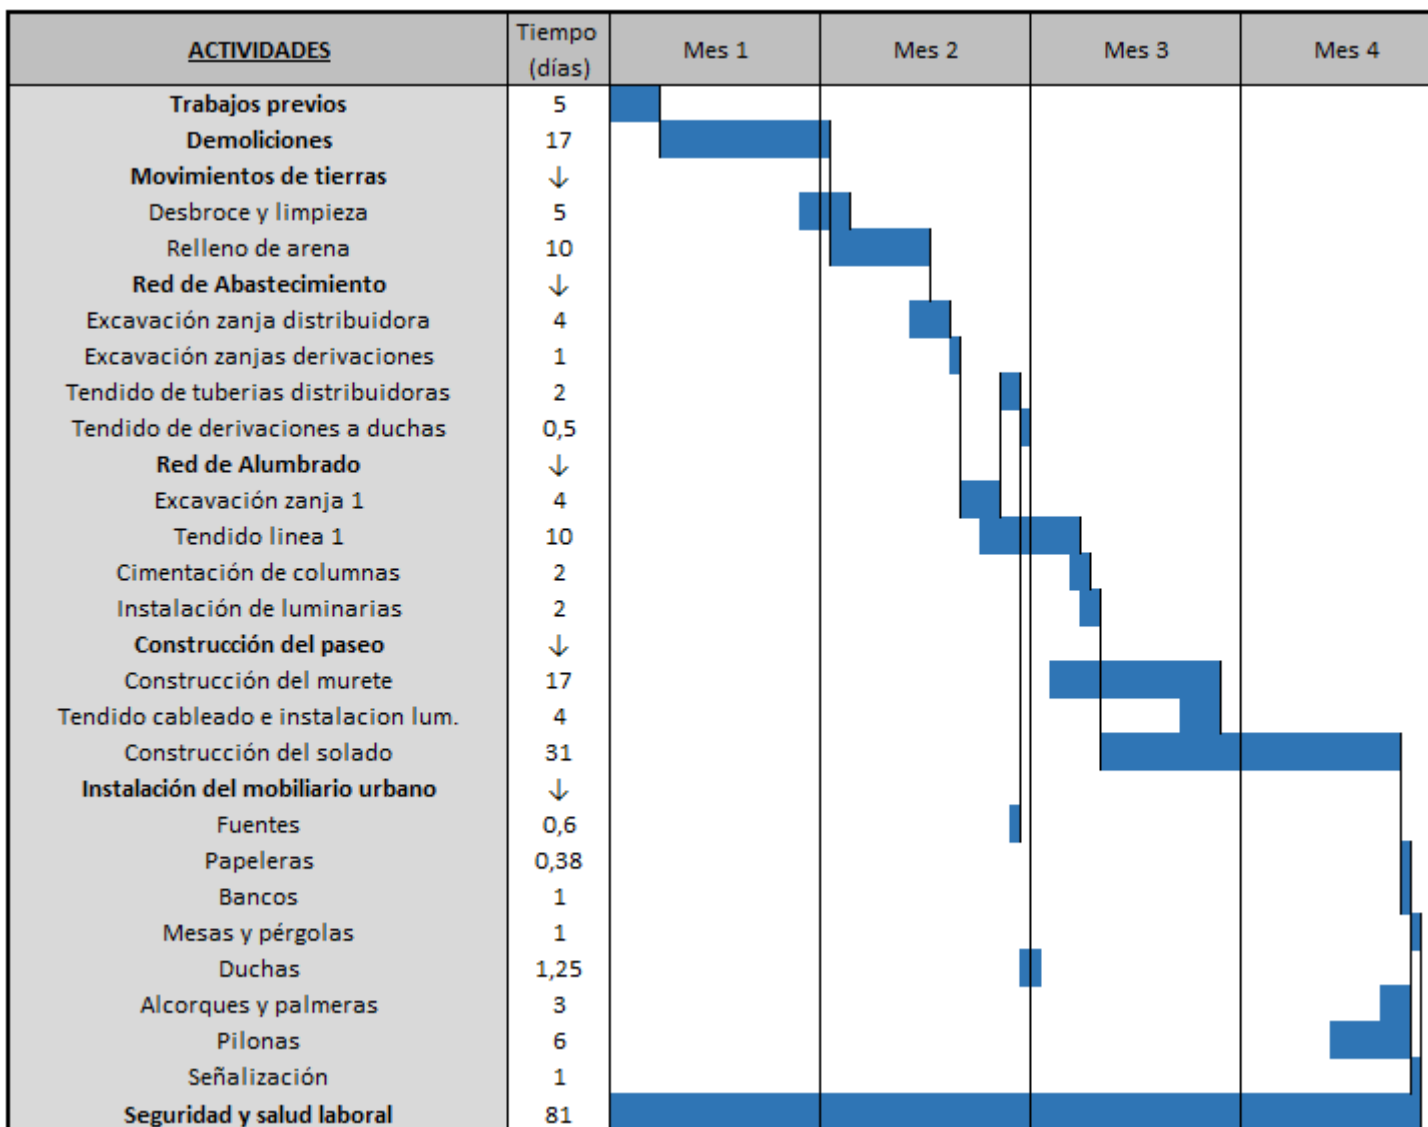 ACTIVIDADES Tiempo (días) Mes 1 Mes 2 Mes 3 Mes 4
Trabajos previos 5
Demoliciones 17
Movimientos de tierras ↓
Desbroce y limpieza 5
Relleno de arena 10
Red de Abastecimiento ↓
Excavación zanja distribuidora 4
Excavación zanjas derivaciones 1
Tendido de tuberias distribuidoras 2
Tendido de derivaciones a duchas 0,5
Red de Alumbrado ↓
Excavación zanja 1 4
Tendido linea 1 10
Cimentación de columnas 2
Instalación de luminarias 2
Construcción del paseo ↓
Construcción del murete 17
Tendido cableado e instalacion lum. 4
Construcción del solado 31
Instalación del mobiliario urbano ↓
Fuentes 0,6
Papeleras 0,38
Bancos 1
Mesas y pérgolas 1
Duchas 1,25
Alcorques y palmeras 3
Pilonas 6
Señalización 1
Seguridad y salud laboral 81